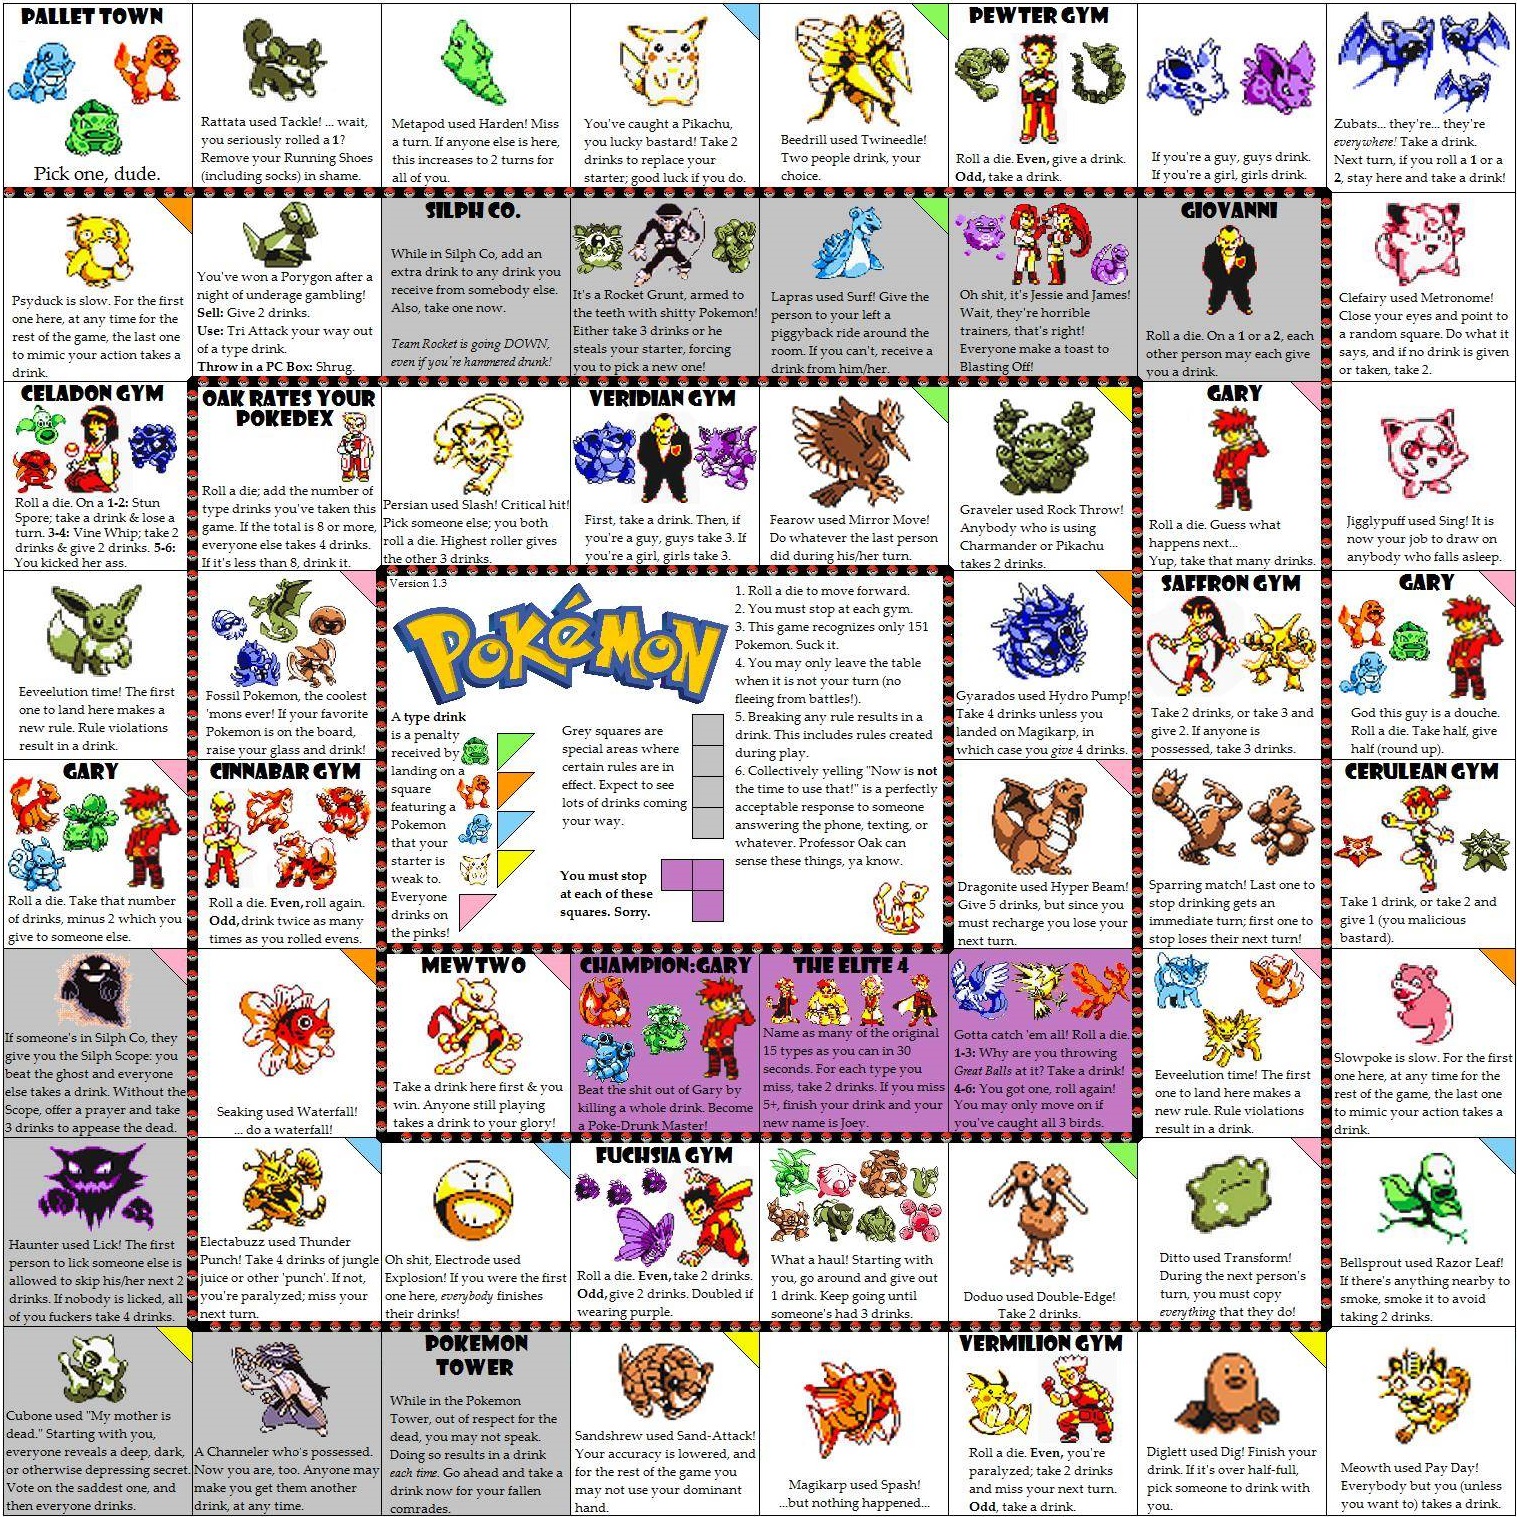 PALLET TOWN
Pick one, dude.
Rattata used Tackle! ... wait,
you seriously rolled a 1?
Remove your Running Shoes
(including socks) in shame.
Metapod used Harden! Miss
a turn. If anyone else is here,
this increases to 2 turns for
all of you.
You've caught a Pikachu,
you lucky bastard! Take 2
drinks to replace your
starter; good luck if you do.
Beedrill used Twineedle!
Two people drink, your
choice.
PEWTER GYM
Roll a die. Even, give a drink.
Odd, take a drink.
If you're a guy, guys drink.
If you're a girl, girls drink.
Zubats... they're... they're
everywhere! Take a drink.
Next turn, if you roll a 1 or a
2, stay here and take a drink!
Psyduck is slow. For the first
one here, at any time for the
rest of the game, the last one
to mimic your action takes a
drink.
You've won a Porygon after a
night of underage gambling!
Sell: Give 2 drinks.
Use: Tri Attack your way out
of a type drink.
Throw in a PC Box: Shrug.
SILPH CO.
While in Silph Co, add an
extra drink to any drink you
receive from somebody else.
Also, take one now.
Team Rocket is going DOWN,
even if you're hammered drunk!
It's a Rocket Grunt, armed to
the teeth with shitty Pokemon!
Either take 3 drinks or he
steals your starter, forcing
you to pick a new one!
Lapras used Surf! Give the
person to your left a
piggyback ride around the
room. If you can't, receive a
drink from him/her.
Oh shit, it's Jessie and James!
Wait, they're horrible
trainers, that's right!
Everyone make a toast to
Blasting Off!
GIOVANNI
Roll a die. On a 1 or a 2, each
other person may each give
you a drink.
Clefairy used Metronome!
Close your eyes and point to
a random square. Do what it
says, and if no drink is given
or taken, take 2.
CELADON GYM
Roll a die. On a 1-2: Stun
Spore; take a drink & lose a
turn. 3-4: Vine Whip; take 2
drinks & give 2 drinks. 5-6:
You kicked her ass.
OAK RATES YOUR
POKEDEX
Roll a die; add the number of
type drinks you've taken this
game. If the total is 8 or more,
everyone else takes 4 drinks.
If it's less than 8, drink it.
Persian used Slash! Critical hit!
Pick someone else; you both
roll a die. Highest roller gives
the other 3 drinks.
VERIDIAN GYM
First, take a drink. Then, if
you're a guy, guys take 3. If
you're a girl, girls take 3.
Fearow used Mirror Move!
Do whatever the last person
did during his/her turn.
Graveler used Rock Throw!
Anybody who is using
Charmander or Pikachu
takes 2 drinks.
GARY
Roll a die. Guess what
happens next...
Yup, take that many drinks.
Jigglypuff used Sing! It is
now your job to draw on
anybody who falls asleep.
Eeveelution time! The first
one to land here makes a
new rule. Rule violations
result in a drink.
Fossil Pokemon, the coolest
'mons ever! If your favorite
Pokemon is on the board,
raise your glass and drink!
Version 1.3
POKéMON
A type drink
is a penalty
received by
landing on a
square
featuring a
Pokemon
that your
starter is
weak to.
Everyone
drinks on
the pinks!
Grey squares are
special areas where
certain rules are in
effect. Expect to see
lots of drinks coming
your way.
You must stop
at each of these
squares. Sorry.
1. Roll a die to move forward.
2. You must stop at each gym.
3. This game recognizes only 151
Pokemon. Suck it.
4. You may only leave the table
when it is not your turn (no
fleeing from battles!).
5. Breaking any rule results in a
drink. This includes rules created
during play.
6. Collectively yelling "Now is not
the time to use that!" is a perfectly
acceptable response to someone
answering the phone, texting, or
whatever. Professor Oak can
sense these things, ya know.
Gyarados used Hydro Pump!
Take 4 drinks unless you
landed on Magikarp, in
which case you give 4 drinks.
SAFFRON GYM
Take 2 drinks, or take 3 and
give 2. If anyone is
possessed, take 3 drinks.
GARY
God this guy is a douche.
Roll a die. Take half, give
half (round up).
GARY
Roll a die. Take that number
of drinks, minus 2 which you
give to someone else.
CINNABAR GYM
Roll a die. Even, roll again.
Odd, drink twice as many
times as you rolled evens.
Dragonite used Hyper Beam!
Give 5 drinks, but since you
must recharge you lose your
next turn.
Sparring match! Last one to
stop drinking gets an
immediate turn; first one to
stop loses their next turn!
CERULEAN GYM
Take 1 drink, or take 2 and
give 1 (you malicious
bastard).
If someone's in Silph Co, they
give you the Silph Scope: you
beat the ghost and everyone
else takes a drink. Without the
Scope, offer a prayer and take
3 drinks to appease the dead.
Seaking used Waterfall!
... do a waterfall!
MEWTWO
Take a drink here first & you
win. Anyone still playing
takes a drink to your glory!
CHAMPION:GARY
Beat the shit out of Gary by
killing a whole drink. Become
a Poke-Drunk Master!
THE ELITE 4
Name as many of the original
15 types as you can in 30
seconds. For each type you
miss, take 2 drinks. If you miss
5+, finish your drink and your
new name is Joey.
Gotta catch 'em all! Roll a die.
1-3: Why are you throwing
Great Balls at it? Take a drink!
4-6: You got one, roll again!
You may only move on if
you've caught all 3 birds.
Eeveelution time! The first
one to land here makes a
new rule. Rule violations
result in a drink.
Slowpoke is slow. For the first
one here, at any time for the
rest of the game, the last one
to mimic your action takes a
drink.
Haunter used Lick! The first
person to lick someone else is
allowed to skip his/her next 2
drinks. If nobody is licked, all
of you fuckers take 4 drinks.
Electabuzz used Thunder
Punch! Take 4 drinks of jungle
juice or other 'punch'. If not,
you're paralyzed; miss your
next turn.
Oh shit, Electrode used
Explosion! If you were the first
one here, everybody finishes
their drinks!
FUCHSIA GYM
Roll a die. Even, take 2 drinks.
Odd, give 2 drinks. Doubled if
wearing purple.
What a haul! Starting with
you, go around and give out
1 drink. Keep going until
someone's had 3 drinks.
Doduo used Double-Edge!
Take 2 drinks.
Ditto used Transform!
During the next person's
turn, you must copy
everything that they do!
Bellsprout used Razor Leaf!
If there's anything nearby to
smoke, smoke it to avoid
taking 2 drinks.
Cubone used "My mother is
dead." Starting with you,
everyone reveals a deep, dark,
or otherwise depressing secret.
Vote on the saddest one, and
then everyone drinks.
A Channeler who's possessed.
Now you are, too. Anyone may
make you get them another
drink, at any time.
POKEMON
TOWER
While in the Pokemon
Tower, out of respect for the
dead, you may not speak.
Doing so results in a drink
each time. Go ahead and take a
drink now for your fallen
comrades.
Sandshrew used Sand-Attack!
Your accuracy is lowered, and
for the rest of the game you
may not use your dominant
hand.
Magikarp used Splash!
...but nothing happened...
VERMILION GYM
Roll a die. Even, you're
paralyzed; take 2 drinks
and miss your next turn.
Odd, take a drink.
Diglett used Dig! Finish your
drink. If it's over half-full,
pick someone to drink with
you.
Meowth used Pay Day!
Everybody but you (unless
you want to) takes a drink.